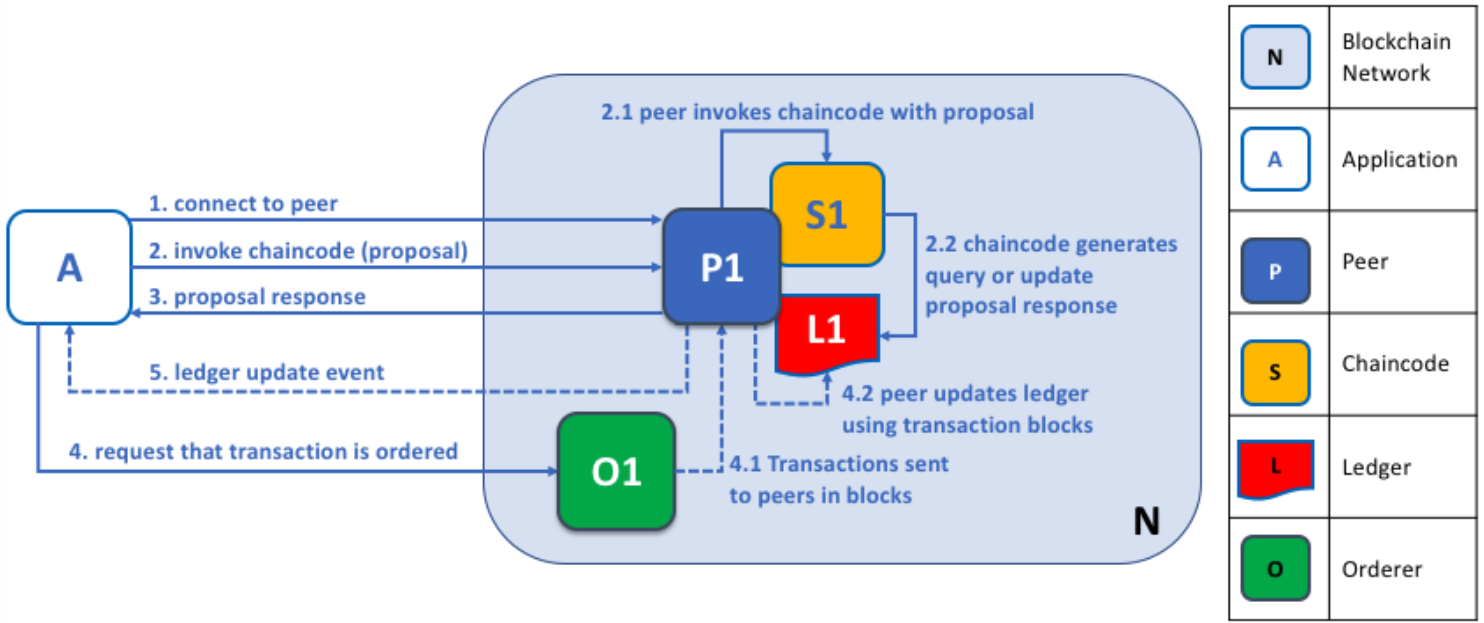 2.1 peer invokes chaincode with proposal
1. connect to peer
S1
2. invoke chaincode (proposal)
A
P1
2.2 chaincode generates
query or update
proposal response
3. proposal response
L1
5. ledger update event
4.2 peer updates ledger
using transaction blocks
4. request that transaction is ordered
O1
4.1 Transactions sent
to peers in blocks
N
N
Blockchain
Network
A
Application
P
Peer
S
Chaincode
L
Ledger
O
Orderer